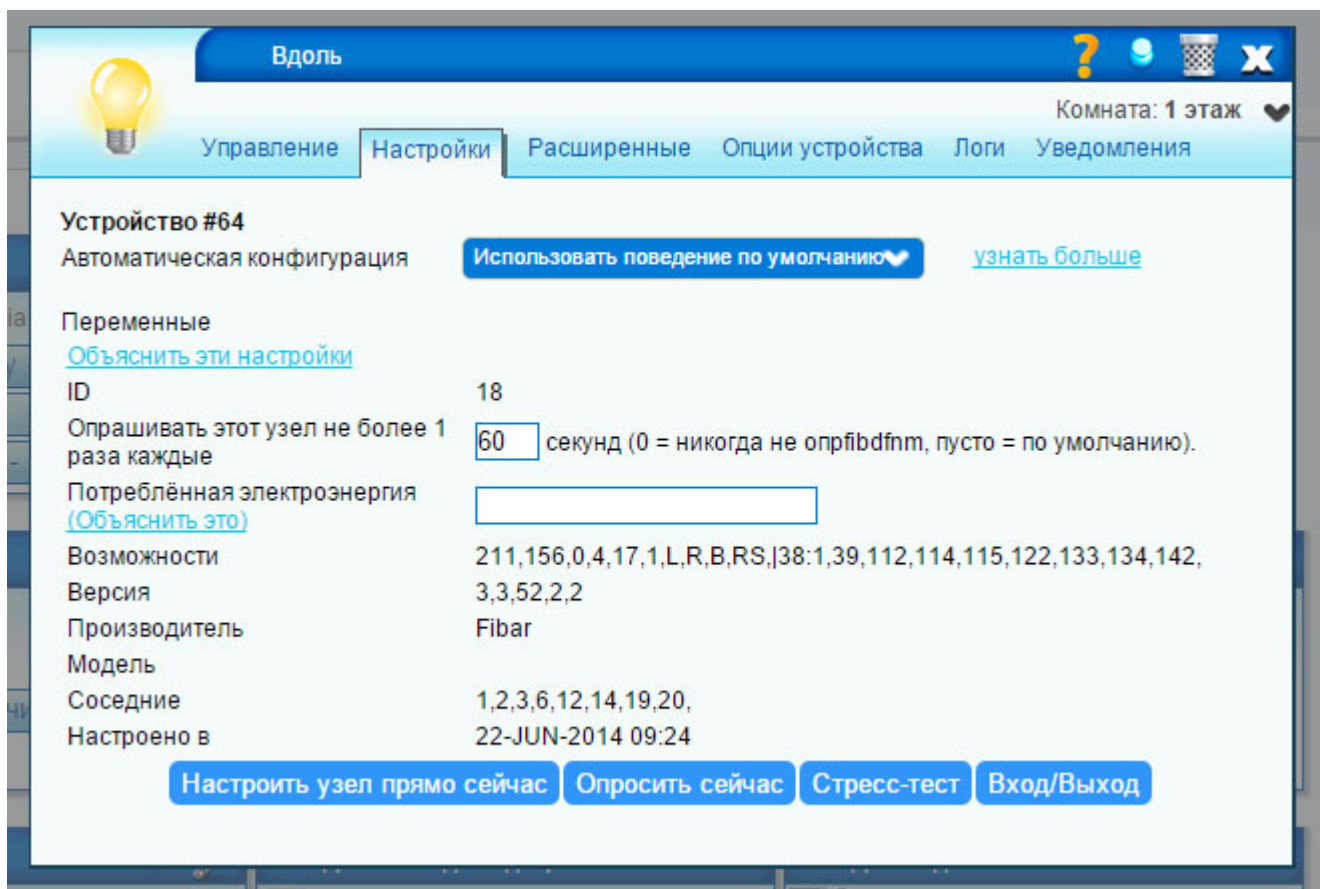 Вдоль
Комната: 1 этаж
Управление Настройки Расширенные Опции устройства Логи Уведомления
Устройство #64
Автоматическая конфигурация Использовать поведение по умолчанию узнать больше
Переменные
Объяснить эти настройки
ID 18
Опрашивать этот узел не более 1
раза каждые 60 секунд (0 = никогда не опрfibdfnm, пусто = по умолчанию).
Потреблённая электроэнергия
(Объяснить это)
Возможности 211,156,0,4,17,1,L,R,B,RS,|38:1,39,112,114,115,122,133,134,142,
Версия 3,3,52,2,2
Производитель Fibar
Модель
Соседние 1,2,3,6,12,14,19,20,
Настроено в 22-JUN-2014 09:24
Настроить узел прямо сейчас Опросить сейчас Стресс-тест Вход/Выход